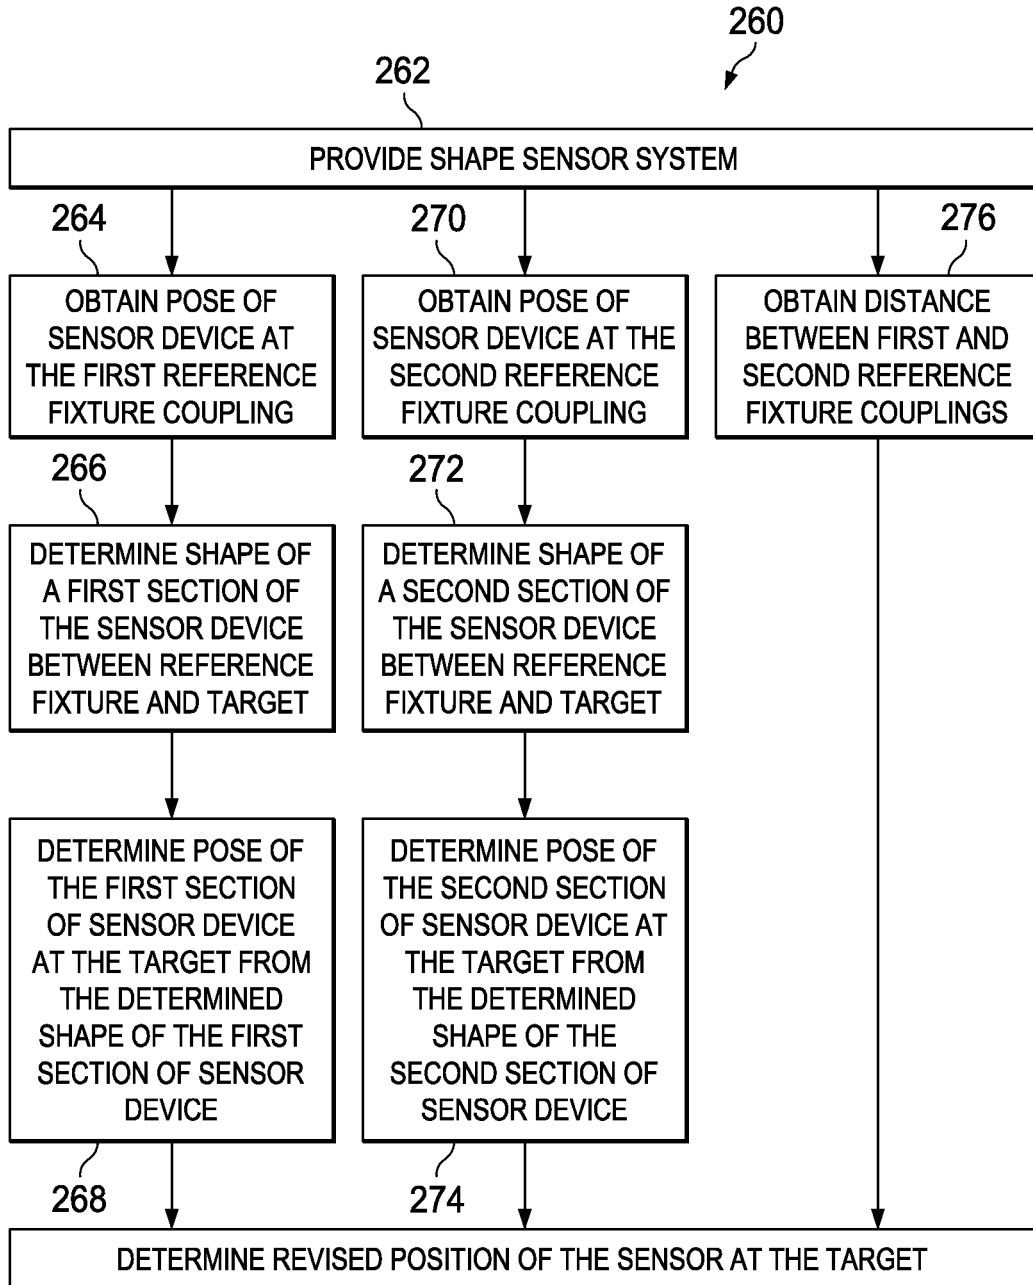 260
262
PROVIDE SHAPE SENSOR SYSTEM
264
OBTAIN POSE OF
SENSOR DEVICE AT
THE FIRST REFERENCE
FIXTURE COUPLING
266
DETERMINE SHAPE OF
A FIRST SECTION OF
THE SENSOR DEVICE
BETWEEN REFERENCE
FIXTURE AND TARGET
DETERMINE POSE OF
THE FIRST SECTION
OF SENSOR DEVICE
AT THE TARGET FROM
THE DETERMINED
SHAPE OF THE FIRST
SECTION OF SENSOR
DEVICE
268
270
OBTAIN POSE OF
SENSOR DEVICE AT THE
SECOND REFERENCE
FIXTURE COUPLING
272
DETERMINE SHAPE OF
A SECOND SECTION OF
THE SENSOR DEVICE
BETWEEN REFERENCE
FIXTURE AND TARGET
DETERMINE POSE OF
THE SECOND SECTION
OF SENSOR DEVICE AT
THE TARGET FROM
THE DETERMINED
SHAPE OF THE
SECOND SECTION OF
SENSOR DEVICE
274
276
OBTAIN DISTANCE
BETWEEN FIRST AND
SECOND REFERENCE
FIXTURE COUPLINGS
DETERMINE REVISED POSITION OF THE SENSOR AT THE TARGET